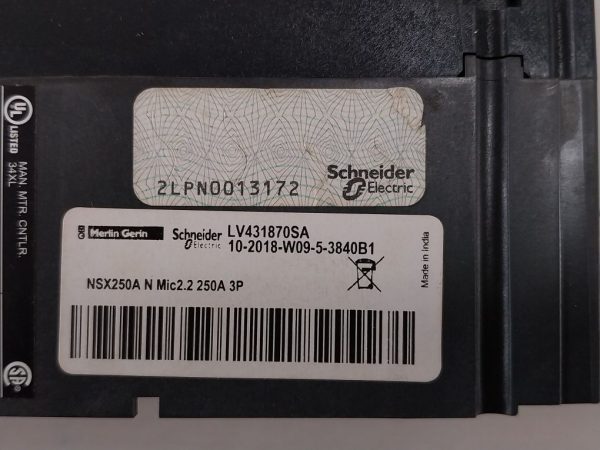 UL
LISTED
MAN. MTR. CNTLR.
34XL
2LPN0013172
Schneider
Electric
Merlin Gerin
Schneider
Electric
LV431870SA
10-2018-W09-5-3840B1
NSX250A N Mic2.2 250A 3P
Made in India
SA